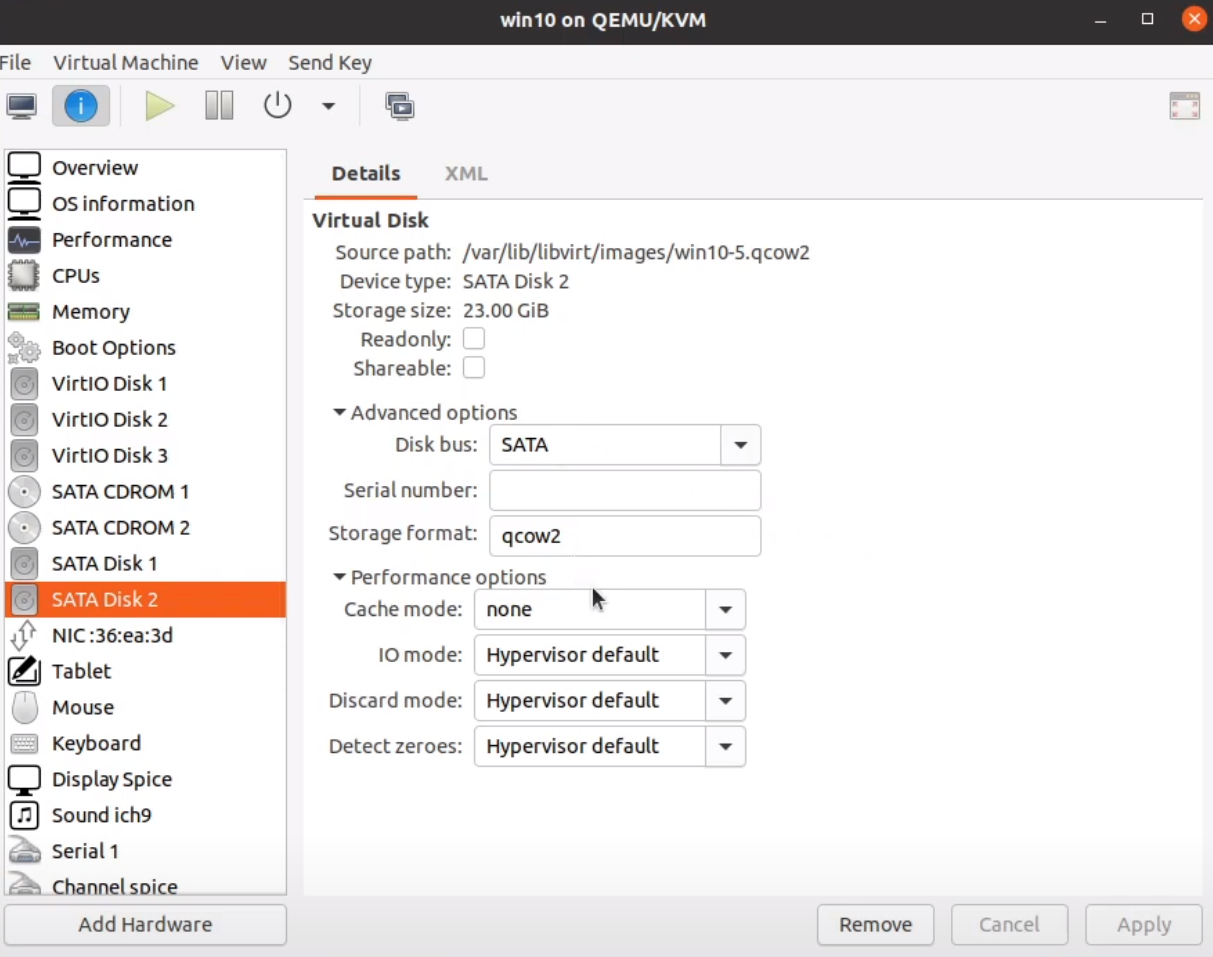 win10 on QEMU/KVM
File Virtual Machine View Send Key
Overview
OS information
Performance
CPUs
Memory
Boot Options
VirtIO Disk 1
VirtIO Disk 2
VirtIO Disk 3
SATA CDROM 1
SATA CDROM 2
SATA Disk 1
SATA Disk 2
NIC :36:ea:3d
Tablet
Mouse
Keyboard
Display Spice
Sound ich9
Serial 1
Channel spice
Add Hardware
Details XML
Virtual Disk
Source path: /var/lib/libvirt/images/win10-5.qcow2
Device type: SATA Disk 2
Storage size: 23.00 GiB
Readonly:
Shareable:
Advanced options
Disk bus: SATA
Serial number:
Storage format: qcow2
Performance options
Cache mode: none
IO mode: Hypervisor default
Discard mode: Hypervisor default
Detect zeroes: Hypervisor default
Remove Cancel Apply